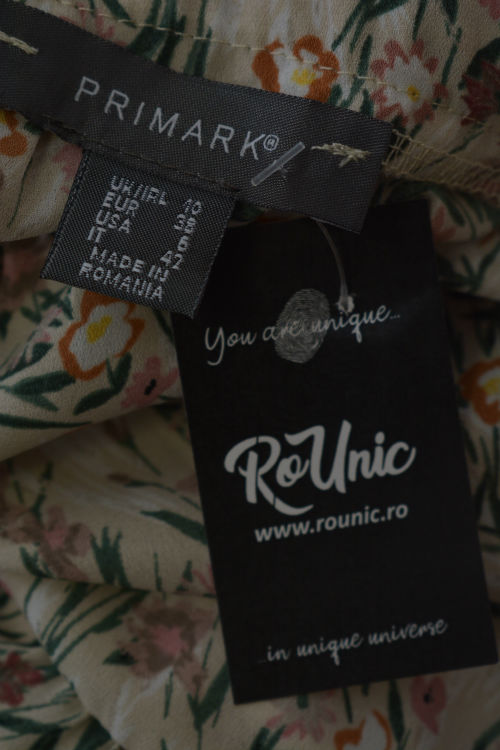 PRIMARK®
UK/IRL 10
EUR 38
USA 6
IT 42
MADE IN
ROMANIA
You are unique...
RoUnic
www.rounic.ro
...in unique universe